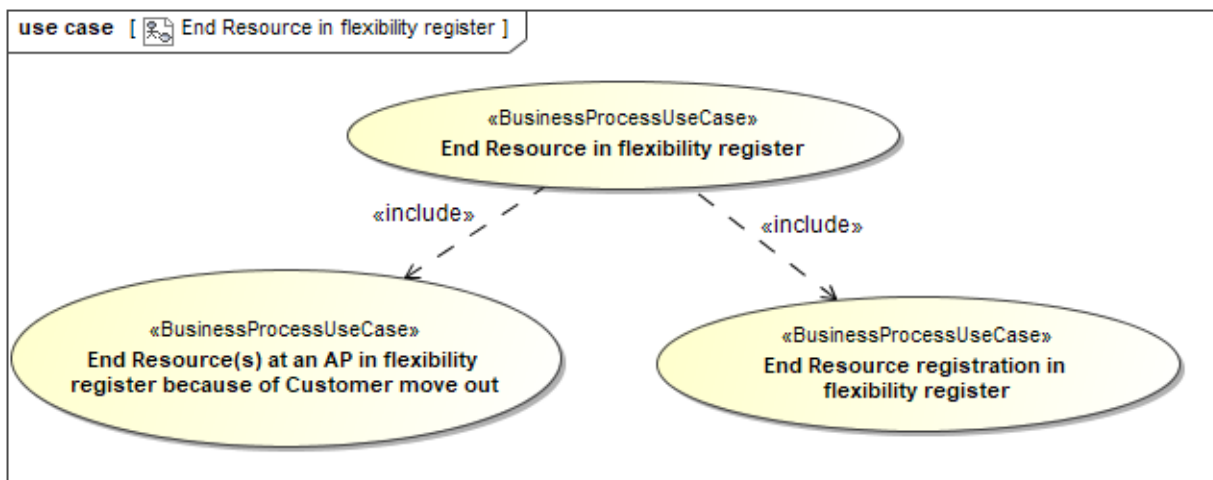 use case [ End Resource in flexibility register ]
«BusinessProcessUseCase»
End Resource in flexibility register
«include»
«include»
«BusinessProcessUseCase»
End Resource(s) at an AP in flexibility
register because of Customer move out
«BusinessProcessUseCase»
End Resource registration in
flexibility register